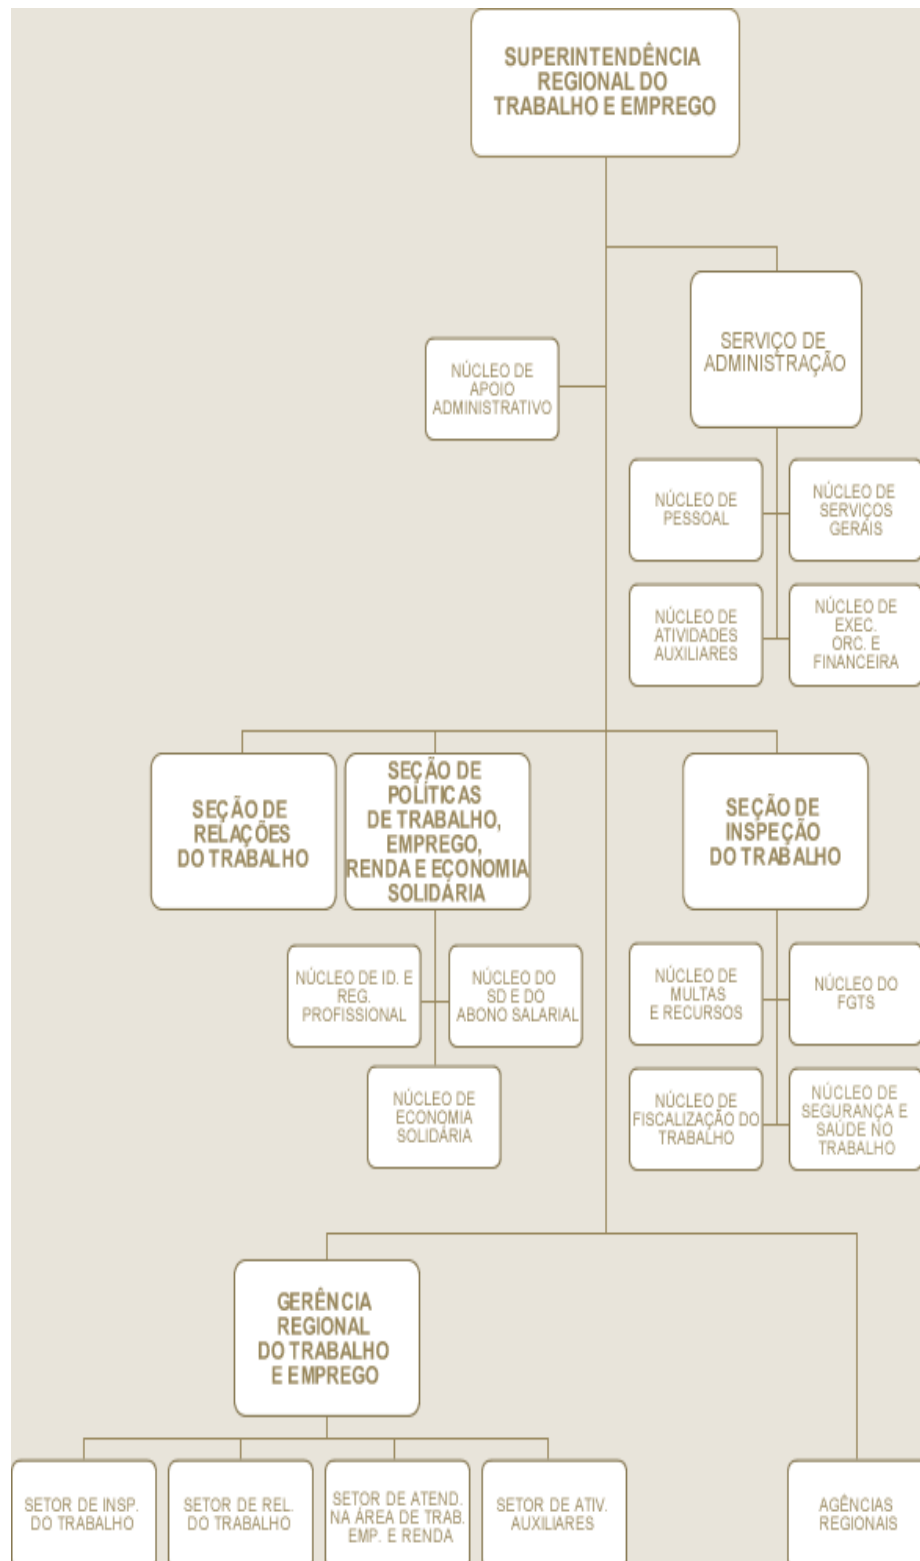 SUPERINTENDÊNCIA
REGIONAL DO
TRABALHO E EMPREGO
SERVIÇO DE
ADMINISTRAÇÃO
NÚCLEO DE
APOIO
ADMINISTRATIVO
NÚCLEO DE
PESSOAL
NÚCLEO DE
SERVIÇOS
GERAIS
NÚCLEO DE
ATIVIDADES
AUXILIARES
NÚCLEO DE
EXEC.
ORC. E
FINANCEIRA
SEÇÃO DE
RELAÇÕES
DO TRABALHO
SEÇÃO DE
POLÍTICAS
DE TRABALHO,
EMPREGO,
RENDA E ECONOMIA
SOLIDÁRIA
SEÇÃO DE
INSPEÇÃO
DO TRABALHO
NÚCLEO DE ID. E
REG.
PROFISSIONAL
NÚCLEO DO
SD E DO
ABONO SALARIAL
NÚCLEO DE
ECONOMIA
SOLIDÁRIA
NÚCLEO DE
MULTAS
E RECURSOS
NÚCLEO DO
FGTS
NÚCLEO DE
FISCALIZAÇÃO DO
TRABALHO
NÚCLEO DE
SEGURANÇA E
SAÚDE NO
TRABALHO
GERÊNCIA
REGIONAL
DO TRABALHO
E EMPREGO
SETOR DE INSP.
DO TRABALHO
SETOR DE REL.
DO TRABALHO
SETOR DE ATEND.
NA ÁREA DE TRAB.
EMP. E RENDA
SETOR DE ATIV.
AUXILIARES
AGÊNCIAS
REGIONAIS